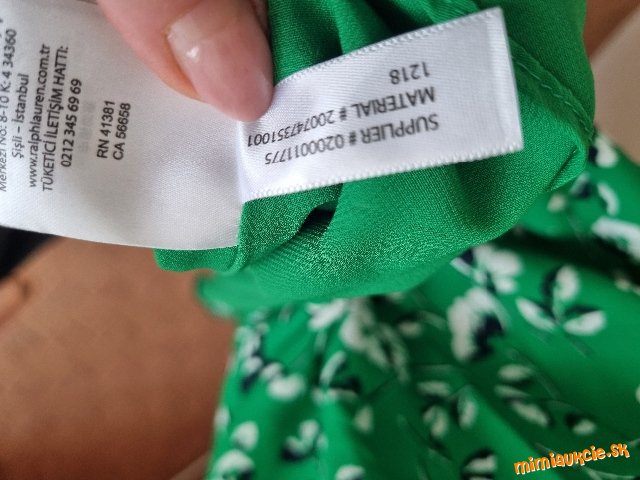 Merkezi No: 8-10 K: 4 34360
Şişli – İstanbul
www.ralphlauren.com.tr
TÜKETİCİ İLETİŞİM HATTI:
0212 345 69 69
RN 41381
CA 56658
SUPPLIER # 0200011775
MATERIAL # 200747351001
1218
mimiaukcie.sk